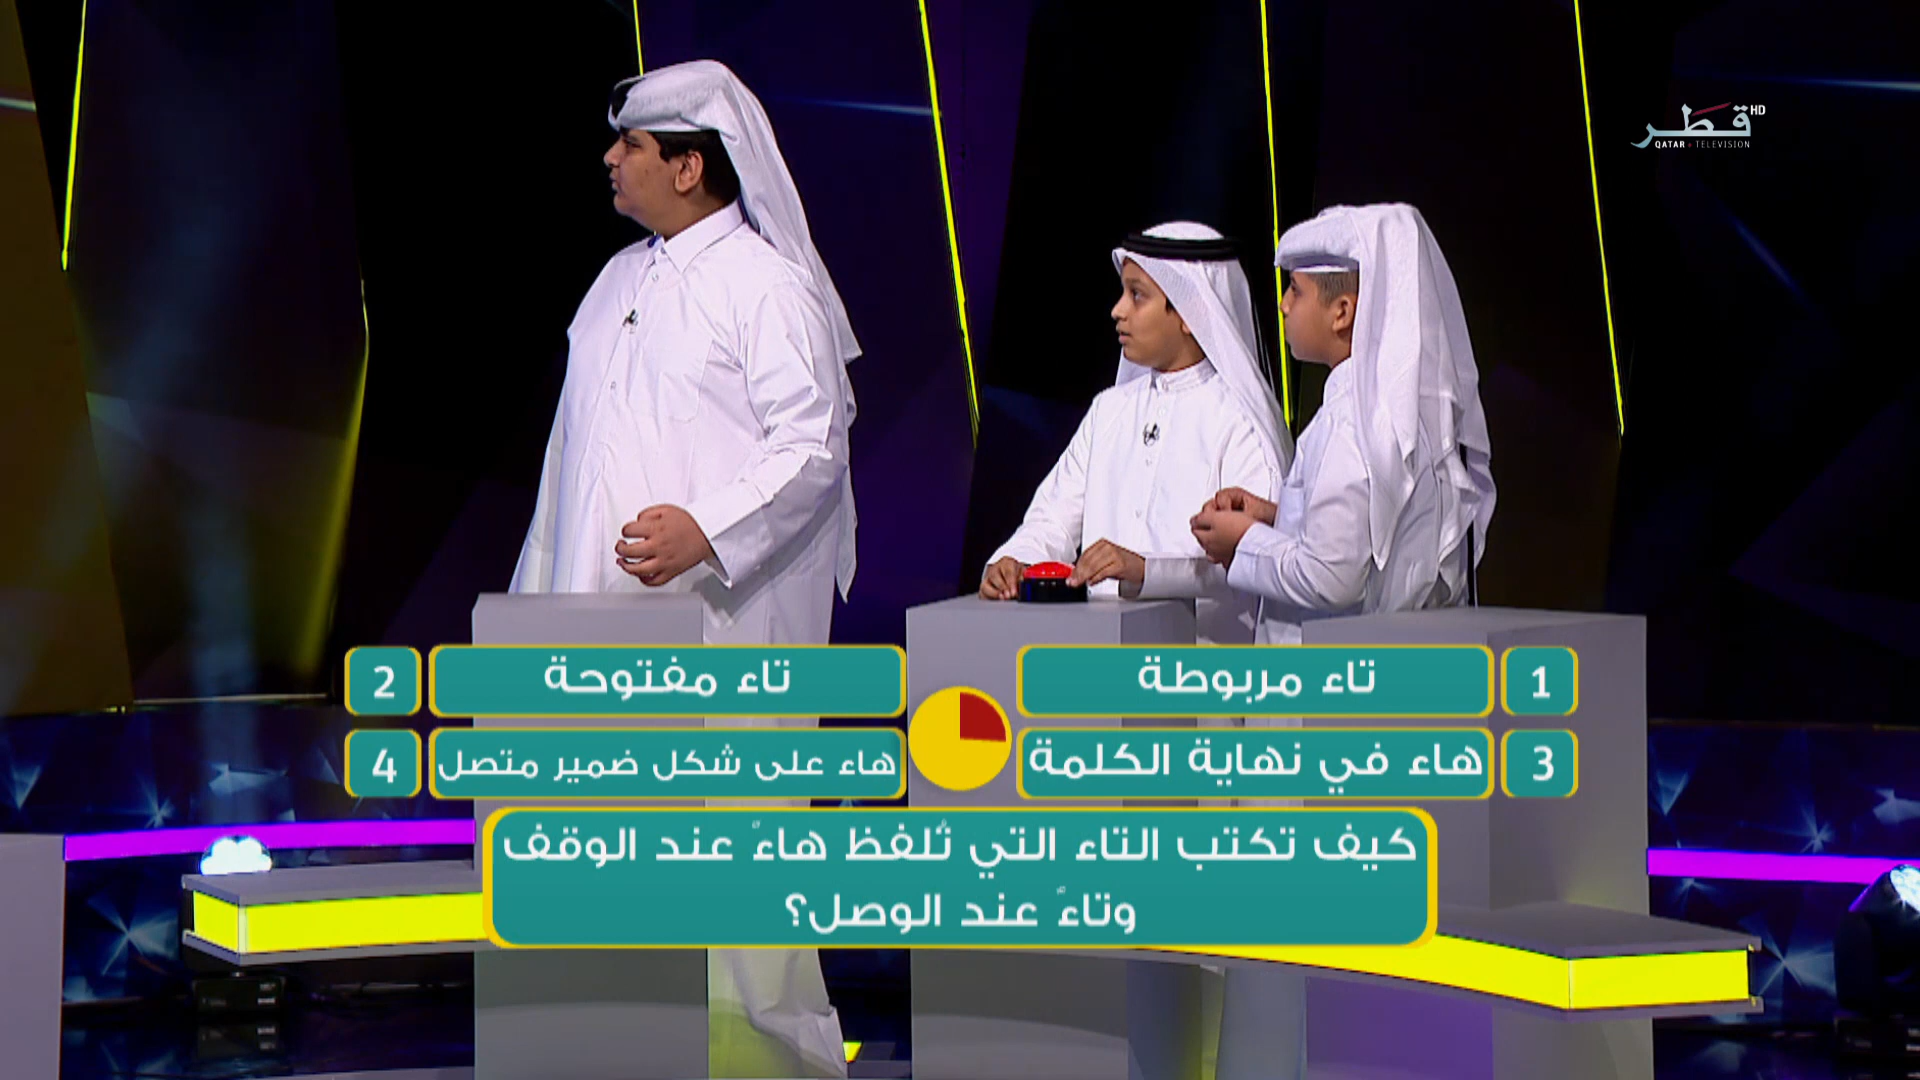 قطر HD
QATAR TELEVISION
1 تاء مربوطة
2 تاء مفتوحة
3 هاء في نهاية الكلمة
4 هاء على شكل ضمير متصل
كيف تكتب التاء التي تُلفظ هاءً عند الوقف
وتاءً عند الوصل؟